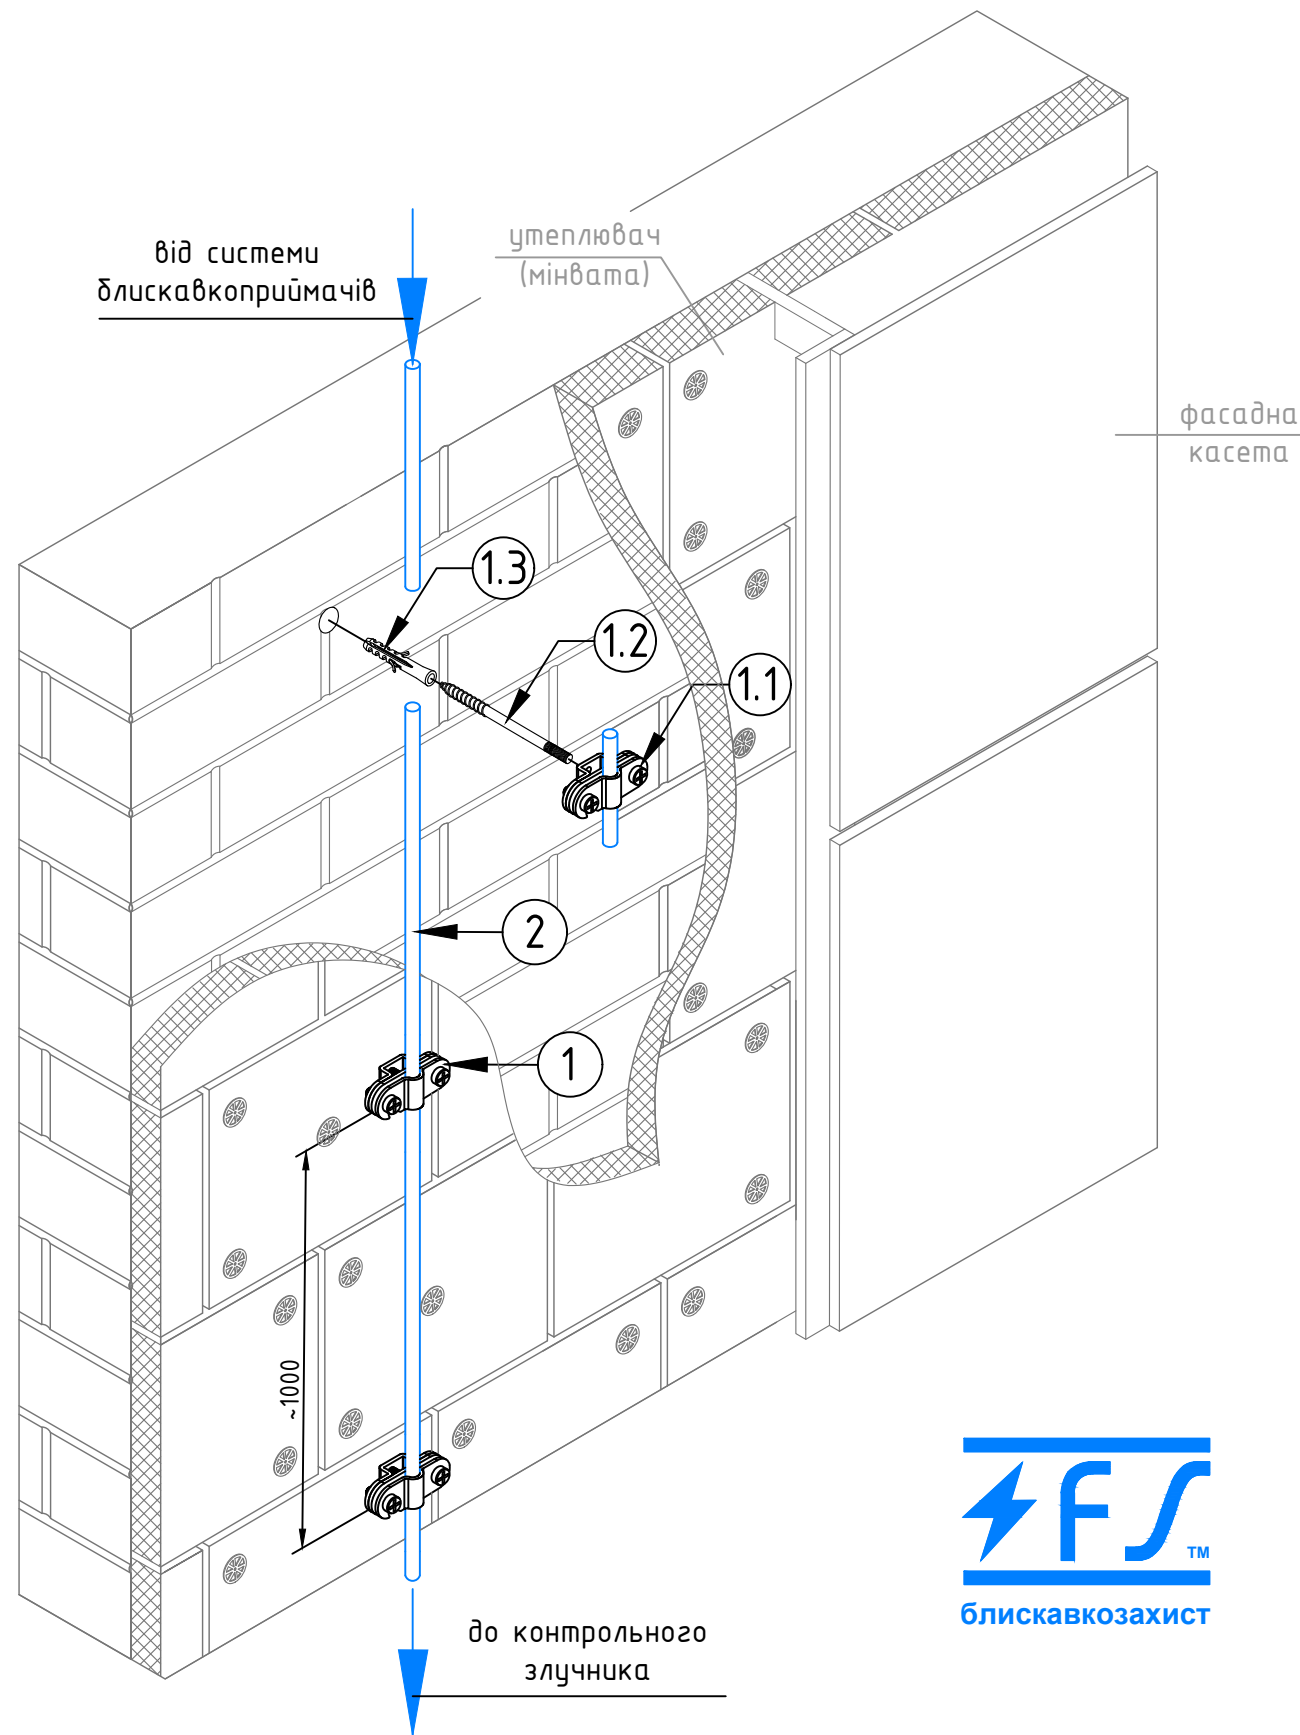 від системи
блискавкоприймачів
утеплювач
(мінвата)
фасадна
касета
1.3
1.2
1.1
2
1
~1000
FS
TM
блискавкозахист
до контрольного
злучника